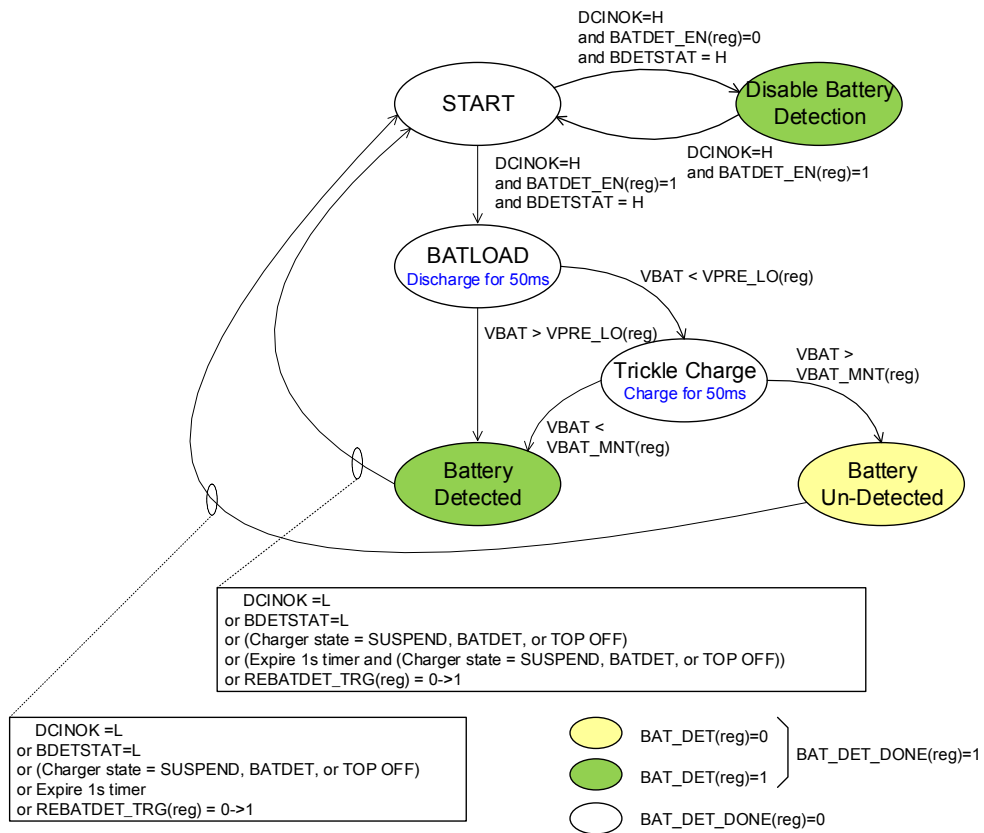 DCINOK=H
and BATDET_EN(reg)=0
and BDETSTAT = H
START
Disable Battery
Detection
DCINOK=H
and BATDET_EN(reg)=1
DCINOK=H
and BATDET_EN(reg)=1
and BDETSTAT = H
BATLOAD
Discharge for 50ms
VBAT < VPRE_LO(reg)
VBAT > VPRE_LO(reg)
Trickle Charge
Charge for 50ms
VBAT >
VBAT_MNT(reg)
VBAT <
VBAT_MNT(reg)
Battery
Detected
Battery
Un-Detected
DCINOK =L
or BDETSTAT=L
or (Charger state = SUSPEND, BATDET, or TOP OFF)
or (Expire 1s timer and (Charger state = SUSPEND, BATDET, or TOP OFF))
or REBATDET_TRG(reg) = 0->1
DCINOK =L
or BDETSTAT=L
or (Charger state = SUSPEND, BATDET, or TOP OFF)
or Expire 1s timer
or REBATDET_TRG(reg) = 0->1
BAT_DET(reg)=0
BAT_DET(reg)=1
BAT_DET_DONE(reg)=1
BAT_DET_DONE(reg)=0